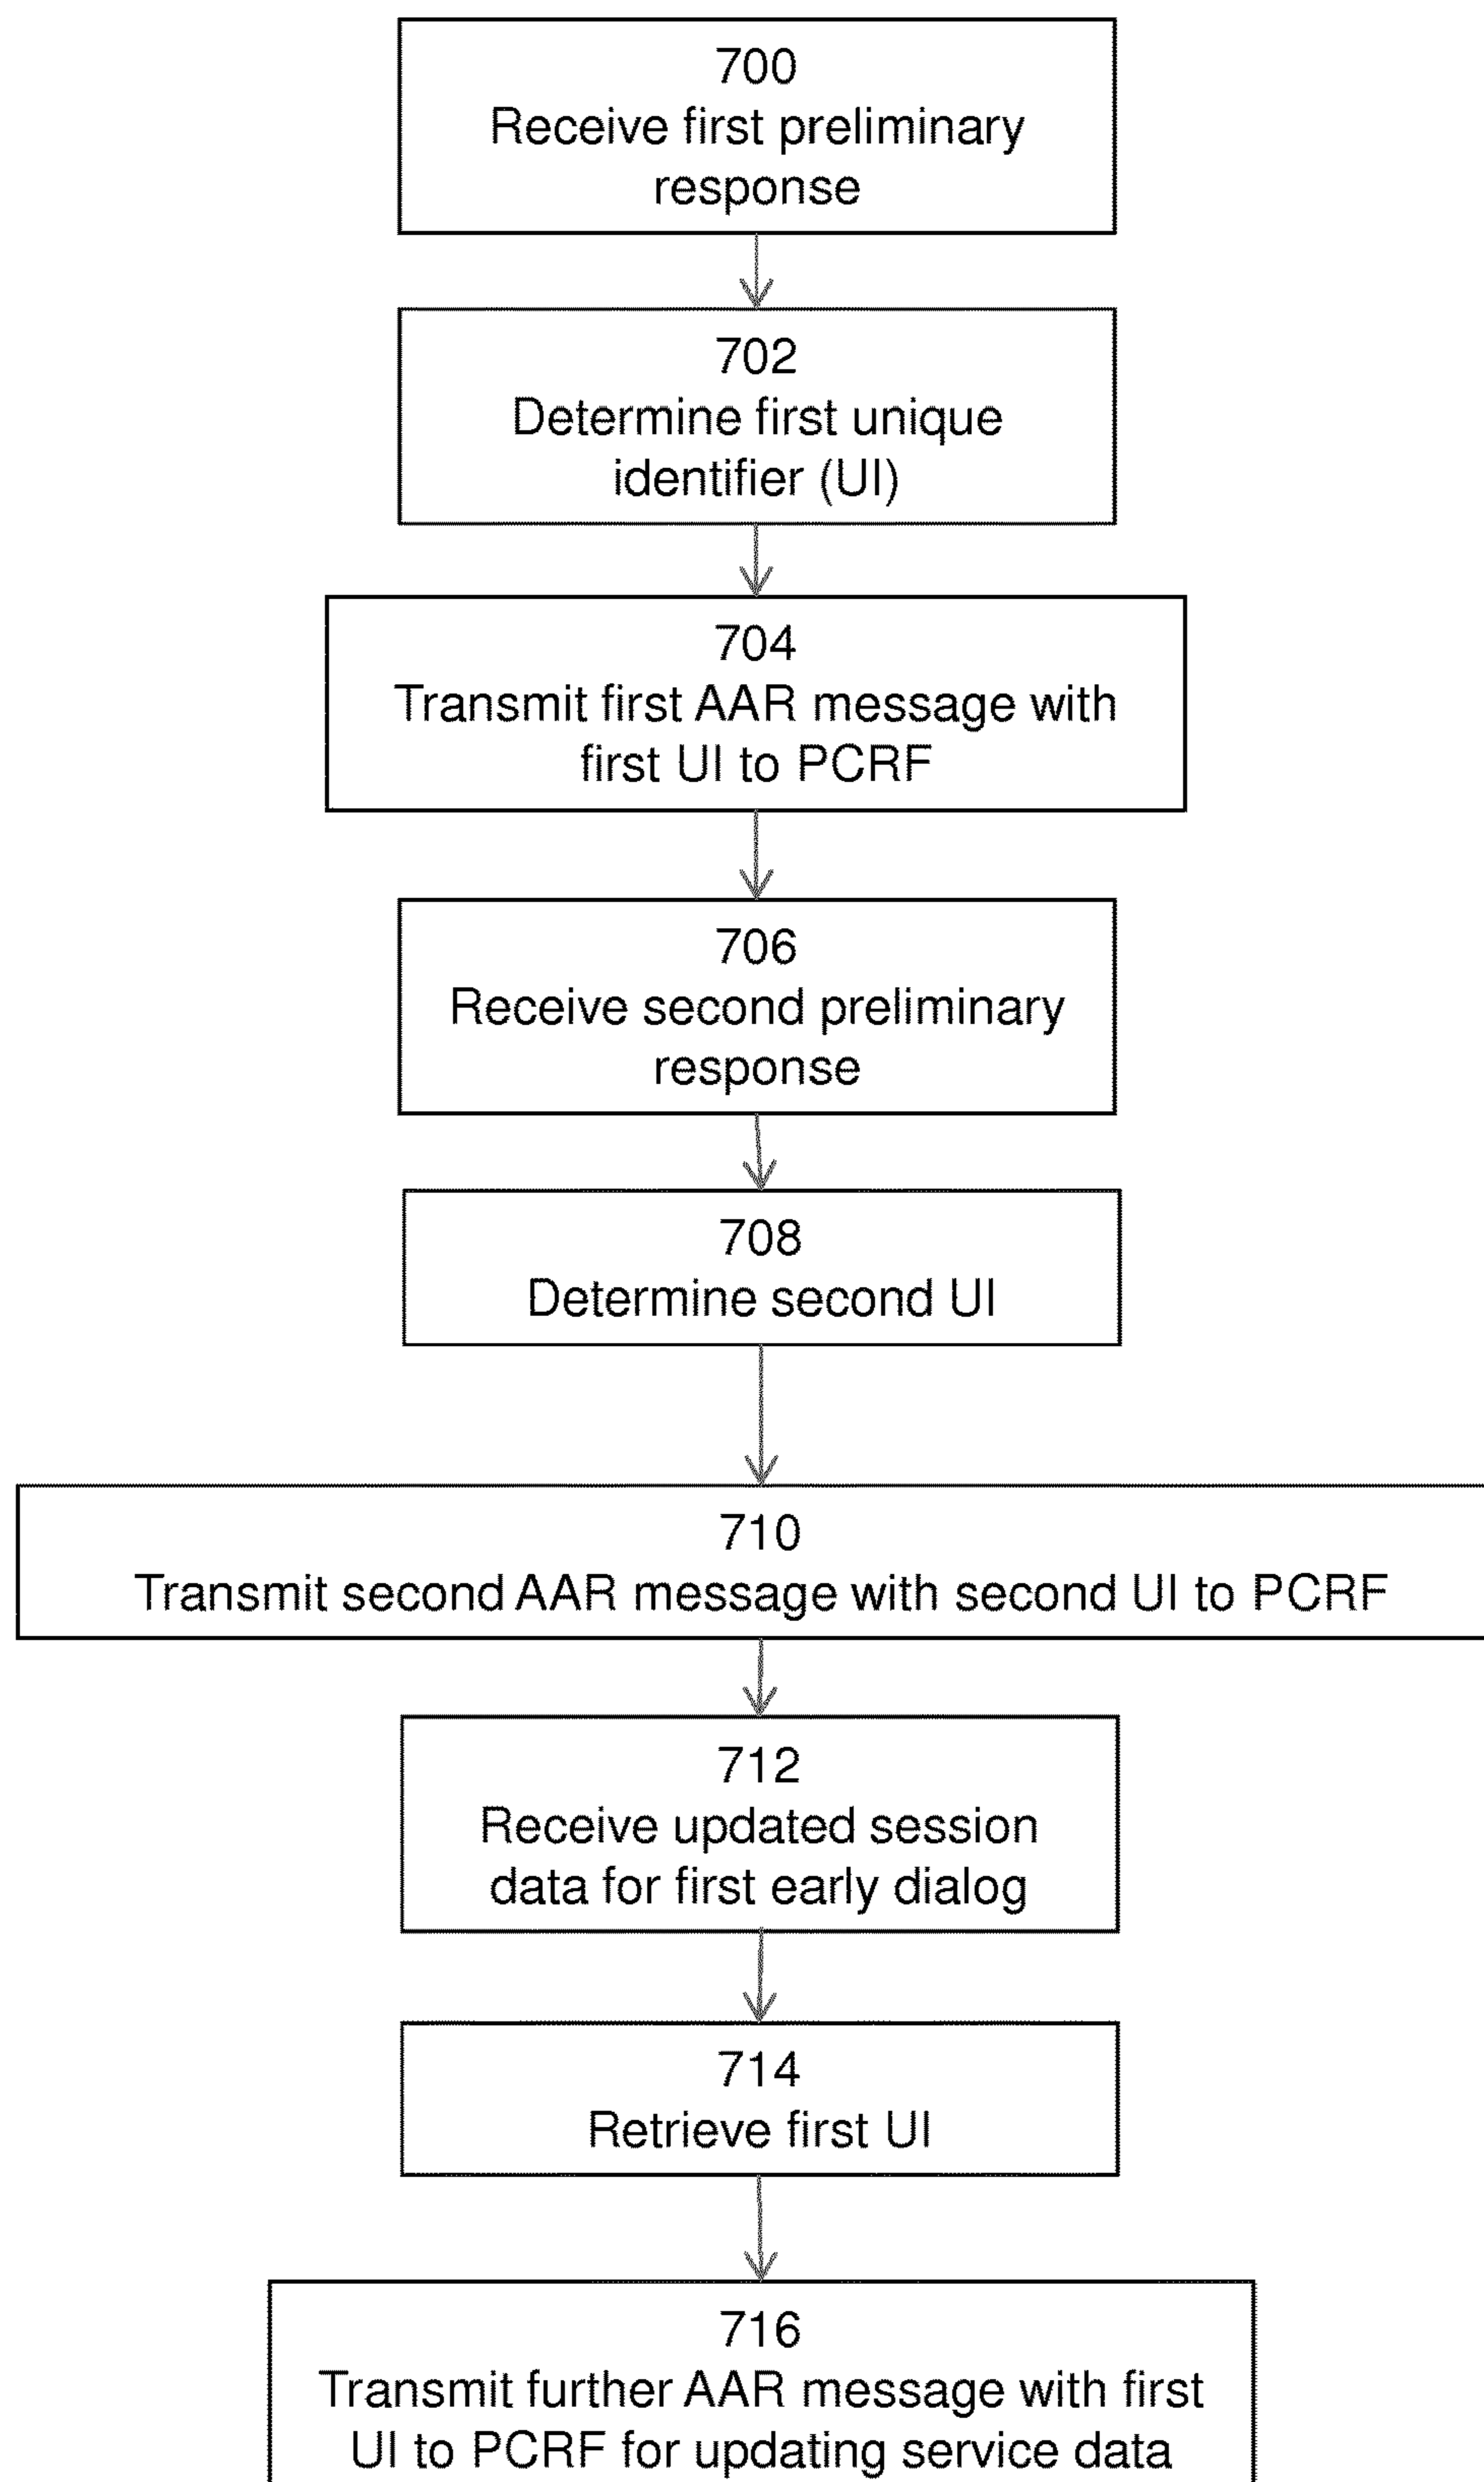 700
Receive first preliminary
response
702
Determine first unique
identifier (UI)
704
Transmit first AAR message with
first UI to PCRF
706
Receive second preliminary
response
708
Determine second UI
710
Transmit second AAR message with second UI to PCRF
712
Receive updated session
data for first early dialog
714
Retrieve first UI
716
Transmit further AAR message with first
UI to PCRF for updating service data